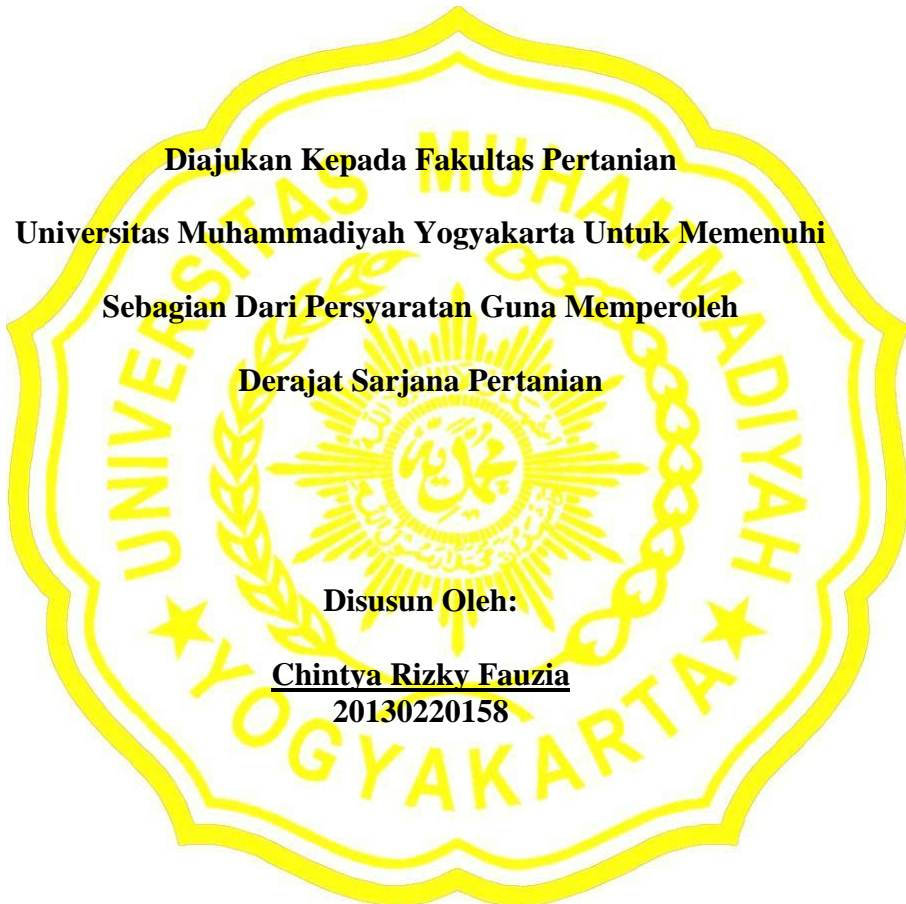 Diajukan Kepada Fakultas Pertanian
Universitas Muhammadiyah Yogyakarta Untuk Memenuhi
Sebagian Dari Persyaratan Guna Memperoleh
Derajat Sarjana Pertanian
Disusun Oleh:
Chintya Rizky Fauzia
20130220158
UNIVERSITAS MUHAMMADIYAH
YOGYAKARTA